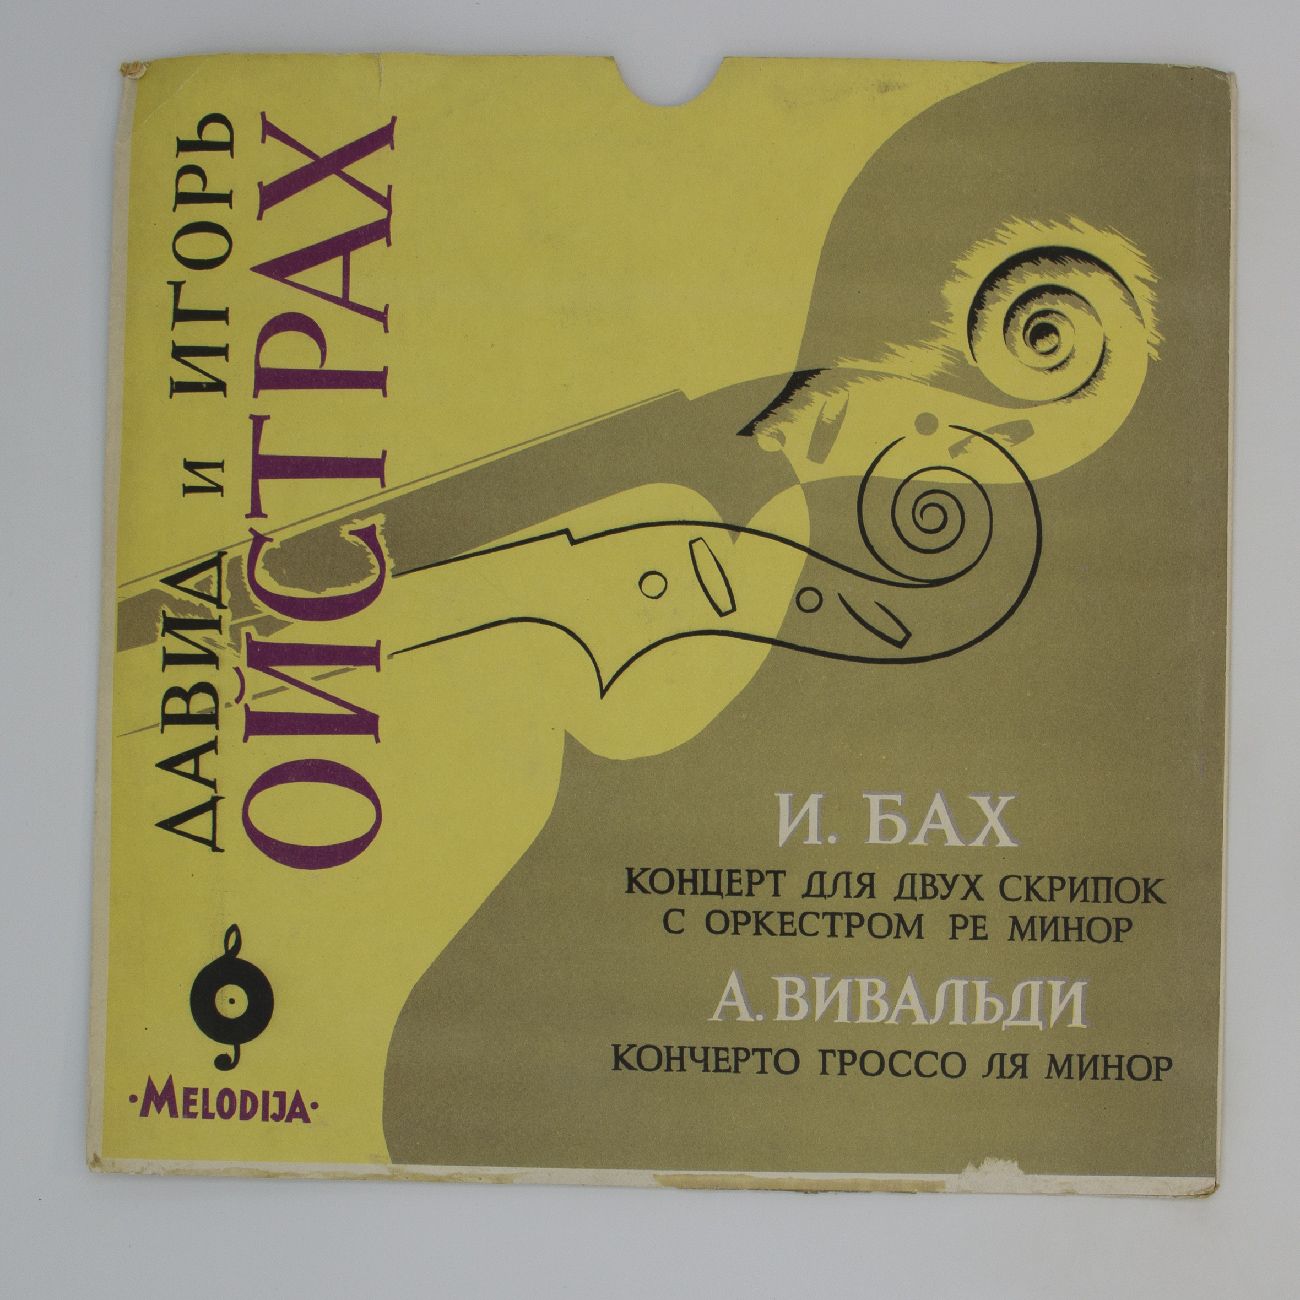 ДАВИД И ИГОРЬ
ОЙСТРАХ
И. БАХ
КОНЦЕРТ ДЛЯ ДВУХ СКРИПОК
С ОРКЕСТРОМ РЕ МИНОР
А. ВИВАЛЬДИ
КОНЧЕРТО ГРОССО ЛЯ МИНОР
·MELODIJA·